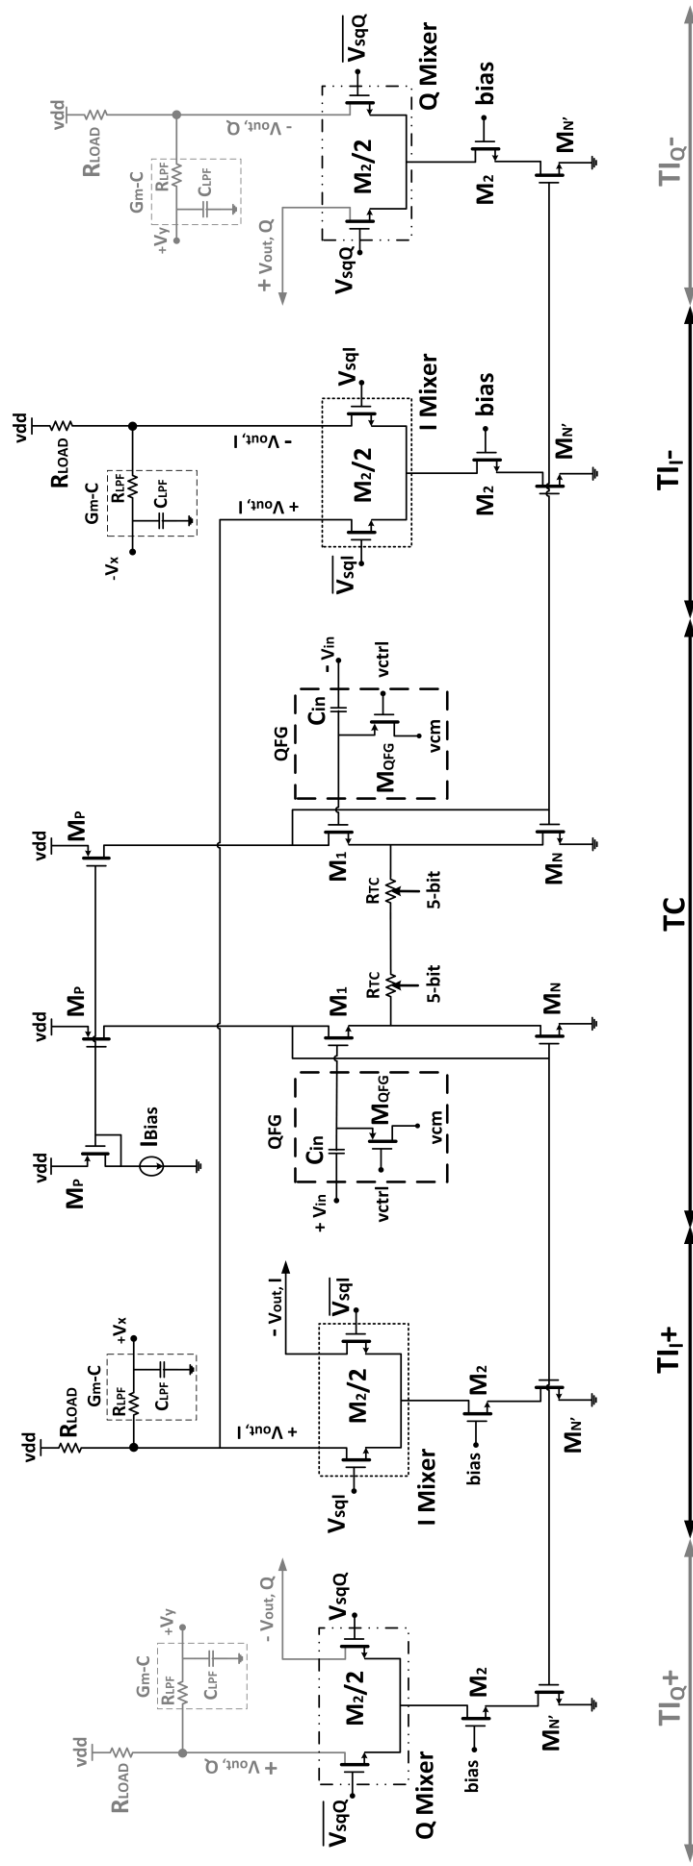 vdd
RLOAD
Gm-C
RLPF
CLPF
+Vy
+ Vout, Q
- Vout, Q
V̅s̅q̅Q̅
M2/2
VsqQ
Q Mixer
bias
M2
MN'
TIQ+
vdd
RLOAD
Gm-C
RLPF
CLPF
+Vx
+ Vout, I
- Vout, I
VsqI
M2/2
V̅s̅q̅I̅
I Mixer
bias
M2
MN'
TII+
vdd
MP
IBias
vdd
MP
vdd
MP
QFG
+ Vin
Cin
MQFG
vctrl
vcm
M1
RTC
5-bit
RTC
5-bit
M1
QFG
Cin
- Vin
MQFG
vctrl
vcm
MN
MN
TC
vdd
RLOAD
Gm-C
RLPF
CLPF
-Vx
+ Vout, I
- Vout, I
V̅s̅q̅I̅
M2/2
VsqI
I Mixer
M2
bias
MN'
TII-
vdd
RLOAD
Gm-C
RLPF
CLPF
+Vy
+ Vout, Q
- Vout, Q
VsqQ
M2/2
V̅s̅q̅Q̅
Q Mixer
M2
bias
MN'
TIQ-